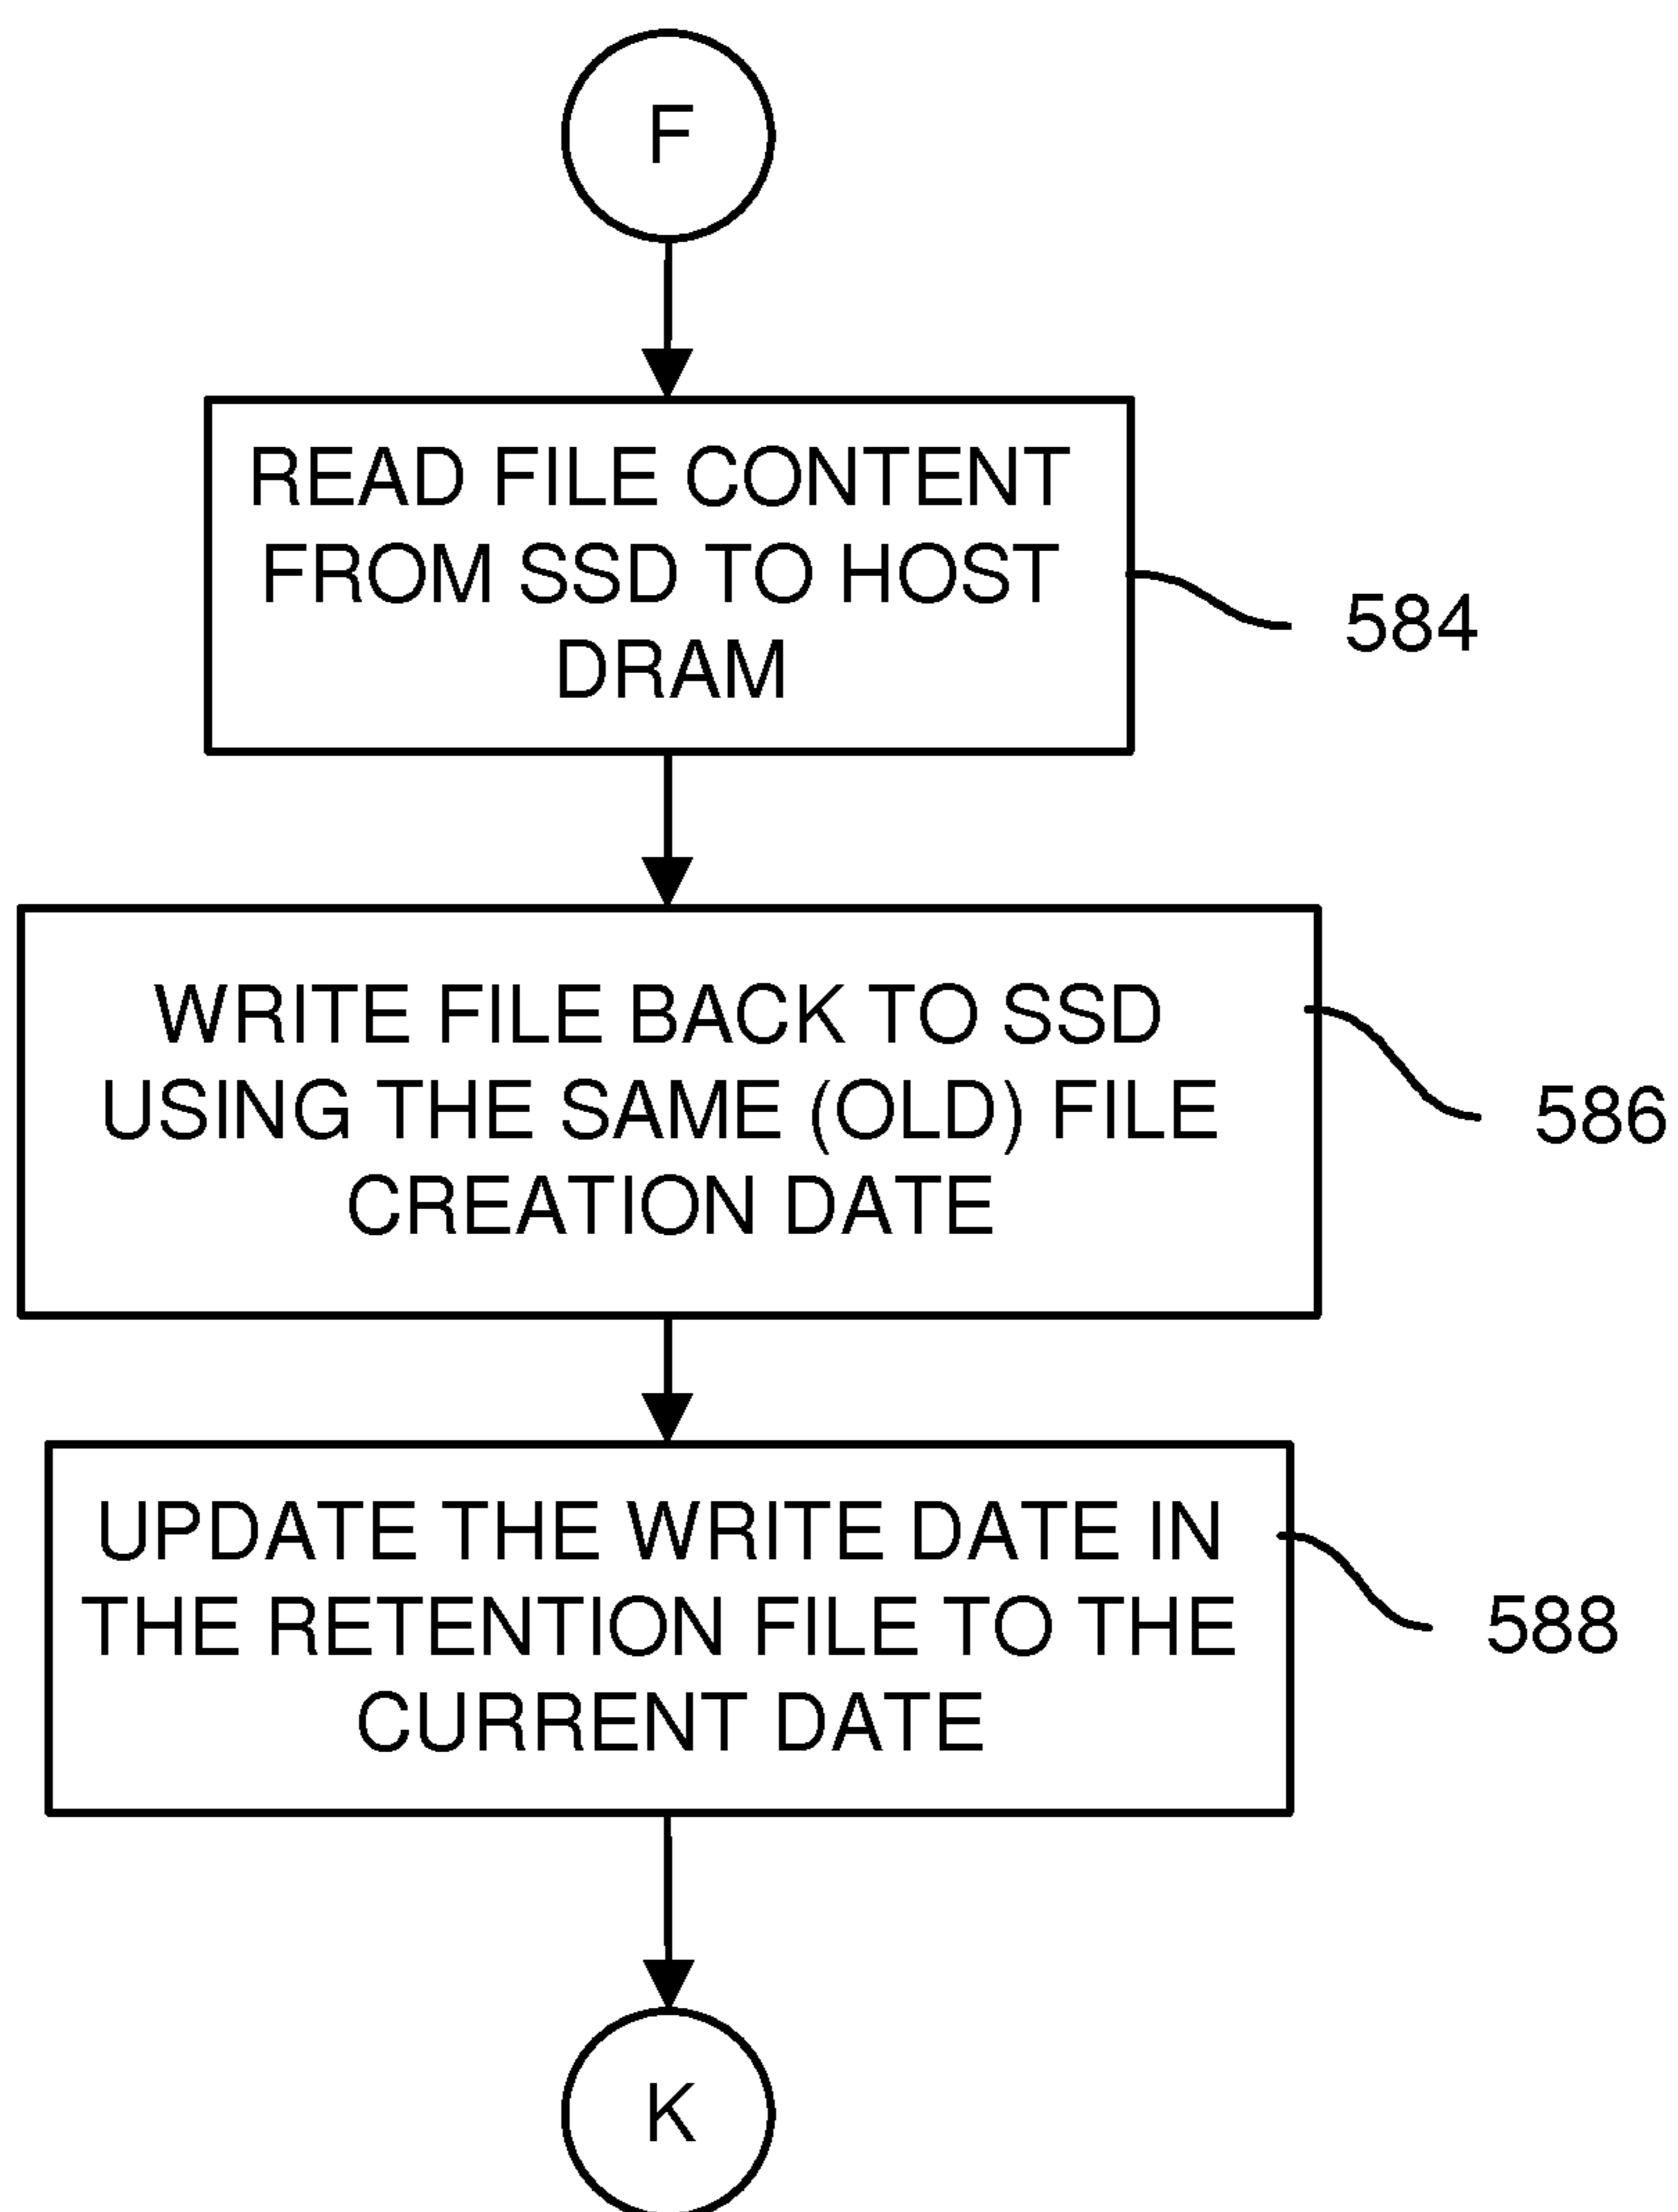 F
READ FILE CONTENT
FROM SSD TO HOST
DRAM
584
WRITE FILE BACK TO SSD
USING THE SAME (OLD) FILE
CREATION DATE
586
UPDATE THE WRITE DATE IN
THE RETENTION FILE TO THE
CURRENT DATE
588
K